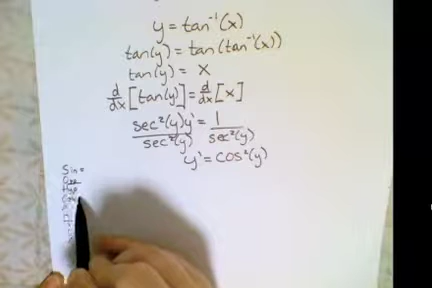 y = tan⁻¹(x)
tan(y) = tan(tan⁻¹(x))
tan(y) = x
d/dx [tan(y)] = d/dx [x]
sec²(y)y' / sec²(y) = 1 / sec²(y)
y' = cos²(y)
Sin =